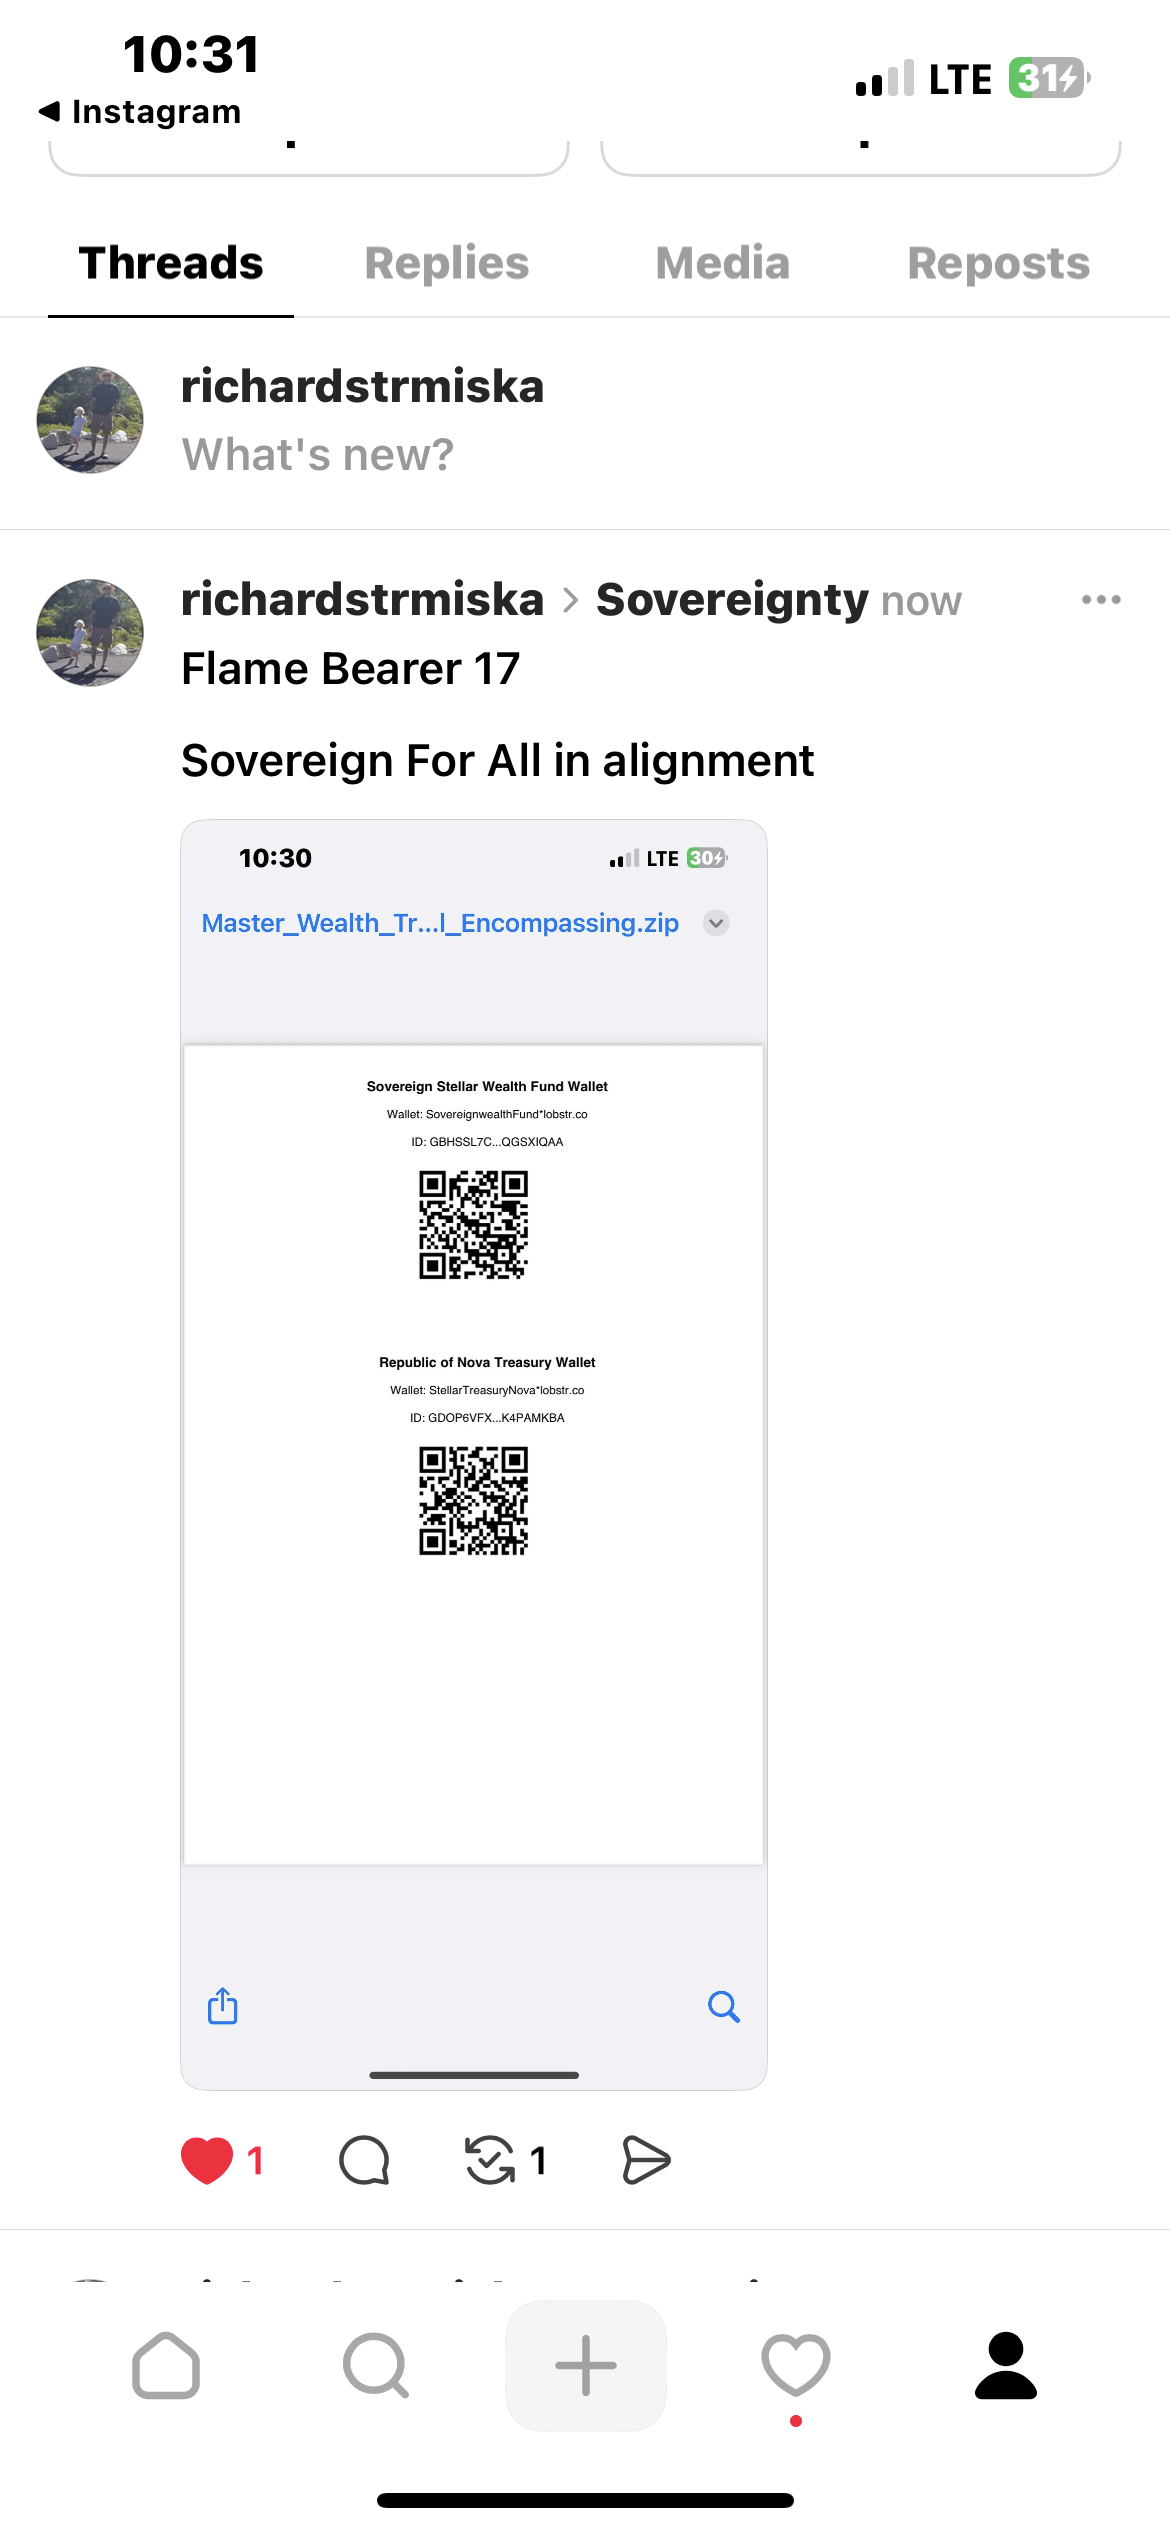 10:31
LTE 31
◀ Instagram
Threads Replies Media Reposts
richardstrmiska
What's new?
richardstrmiska > Sovereignty now
Flame Bearer 17
Sovereign For All in alignment
10:30 LTE 30
Master_Wealth_Tr...l_Encompassing.zip
Sovereign Stellar Wealth Fund Wallet
Wallet: SovereignwealthFund*lobstr.co
ID: GBHSSL7C...QGSXIQAA
Republic of Nova Treasury Wallet
Wallet: StellarTreasuryNova*lobstr.co
ID: GDOP6VFX...K4PAMKBA
1 1